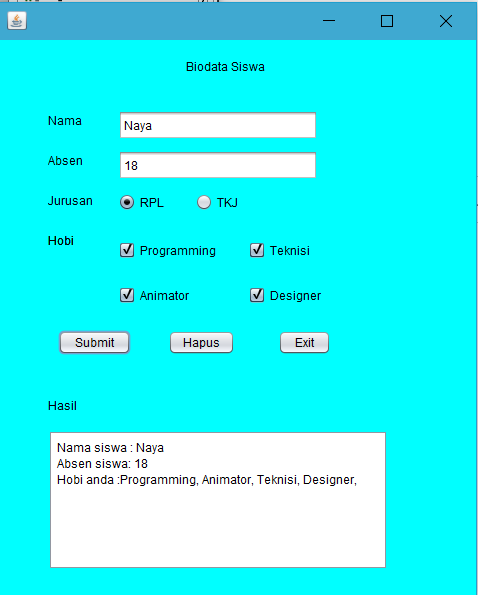 Biodata Siswa
Nama Naya
Absen 18
Jurusan RPL TKJ
Hobi Programming Teknisi
Animator Designer
Submit Hapus Exit
Hasil
Nama siswa : Naya
Absen siswa: 18
Hobi anda :Programming, Animator, Teknisi, Designer,